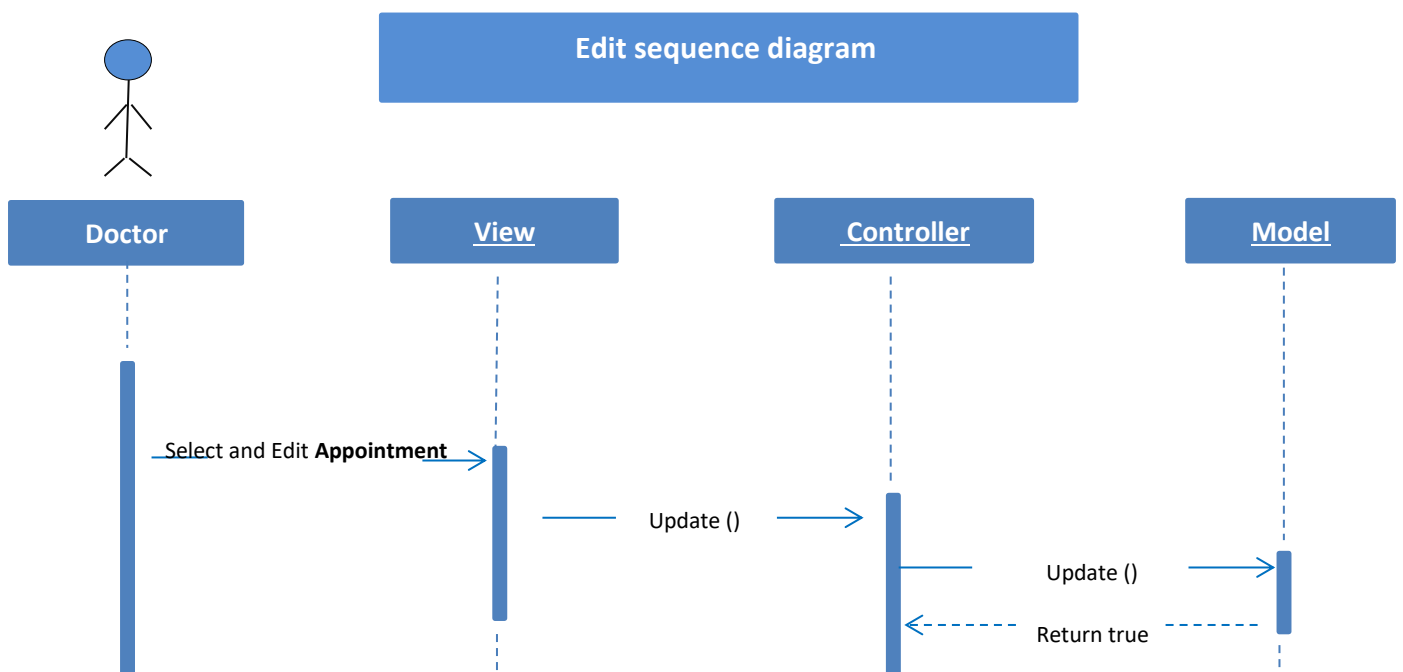 Edit sequence diagram
Doctor
View
Controller
Model
Select and Edit Appointment
Update ()
Update ()
Return true